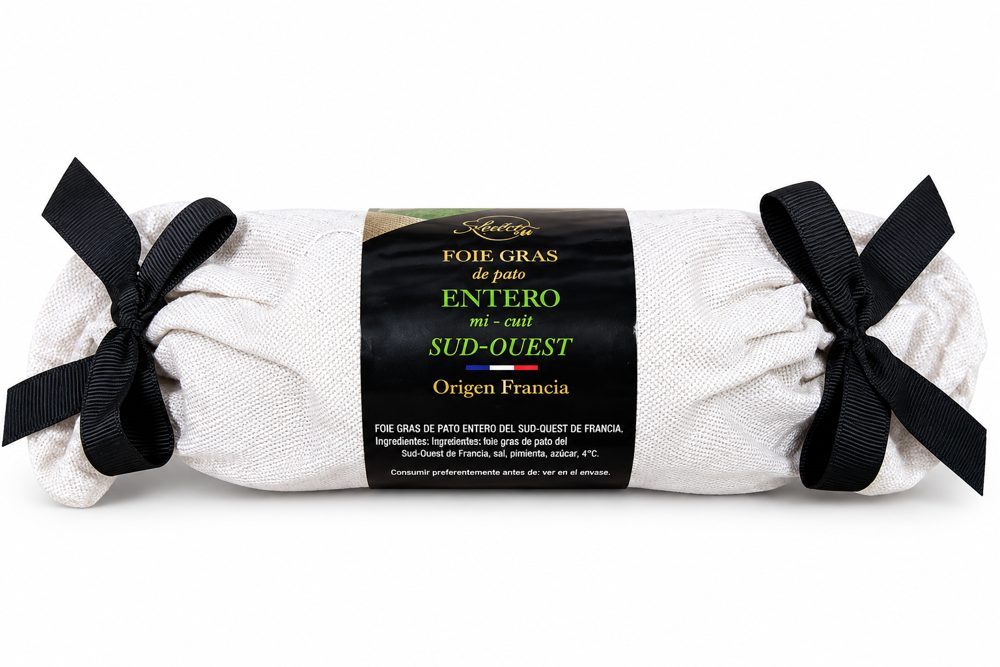 Selectou
FOIE GRAS
de pato
ENTERO
mi - cuit
SUD-OUEST
Origen Francia
FOIE GRAS DE PATO ENTERO DEL SUD-OUEST DE FRANCIA.
Ingredientes: Ingredientes: foie gras de pato del
Sud-Ouest de Francia, sal, pimienta, azúcar, 4°C.
Consumir preferentemente antes de: ver en el envase.